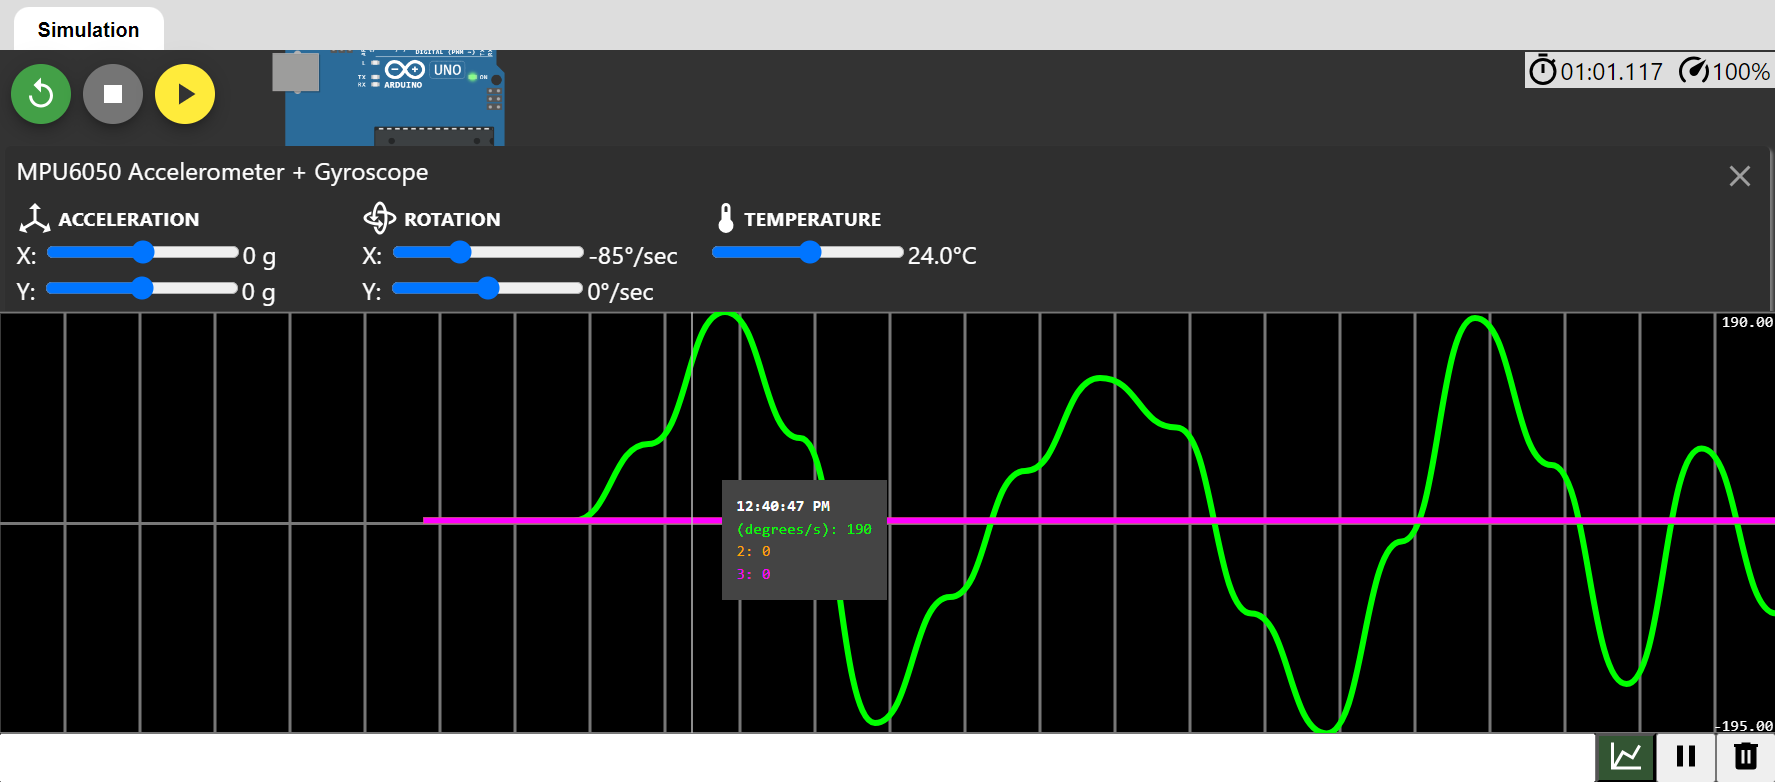 Simulation
DIGITAL (PWM ~)
L
UNO
TX
RX
ON
ARDUINO
01:01.117 100%
MPU6050 Accelerometer + Gyroscope
ACCELERATION ROTATION TEMPERATURE
X: 0 g X: -85°/sec 24.0°C
Y: 0 g Y: 0°/sec
190.00
12:40:47 PM
(degrees/s): 190
2: 0
3: 0
-195.00